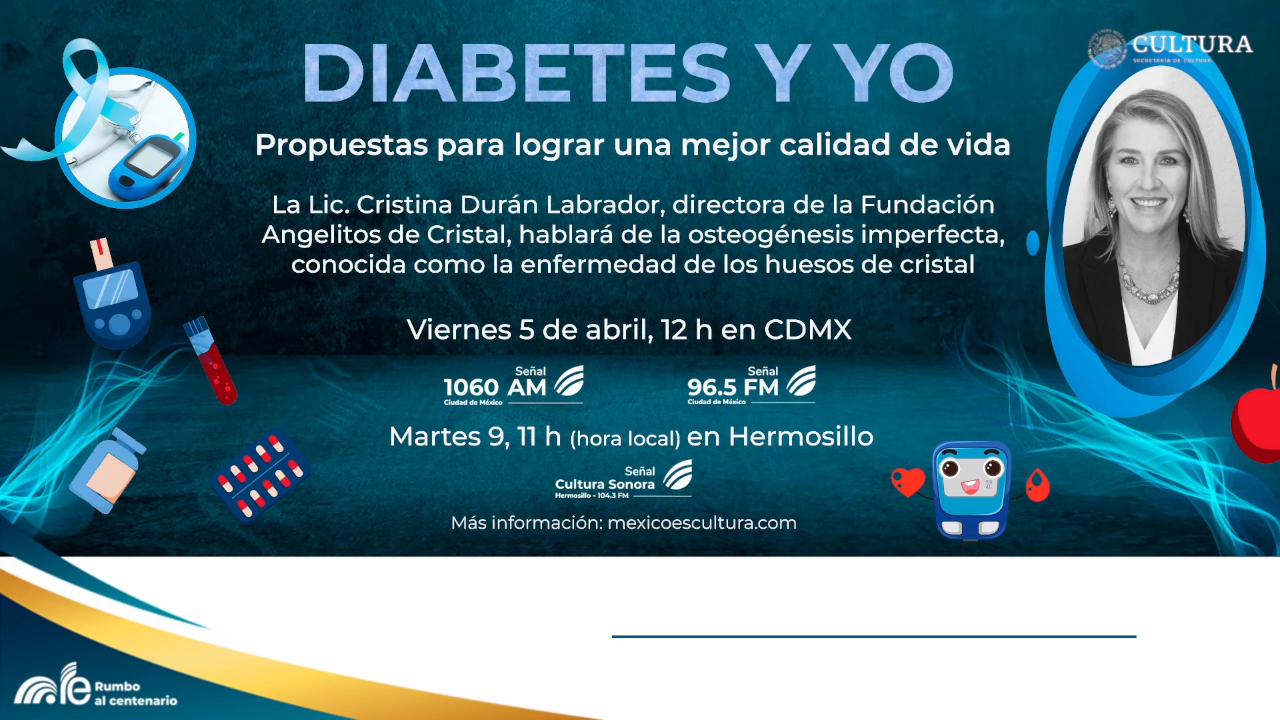 DIABETES Y YO
CULTURA
SECRETARÍA DE CULTURA
Propuestas para lograr una mejor calidad de vida
La Lic. Cristina Durán Labrador, directora de la Fundación
Angelitos de Cristal, hablará de la osteogénesis imperfecta,
conocida como la enfermedad de los huesos de cristal
Viernes 5 de abril, 12 h en CDMX
Señal
1060 AM
Ciudad de México
Señal
96.5 FM
Ciudad de México
Martes 9, 11 h (hora local) en Hermosillo
Señal
Cultura Sonora
Hermosillo - 104.3 FM
Más información: mexicoescultura.com
Rumbo
al centenario